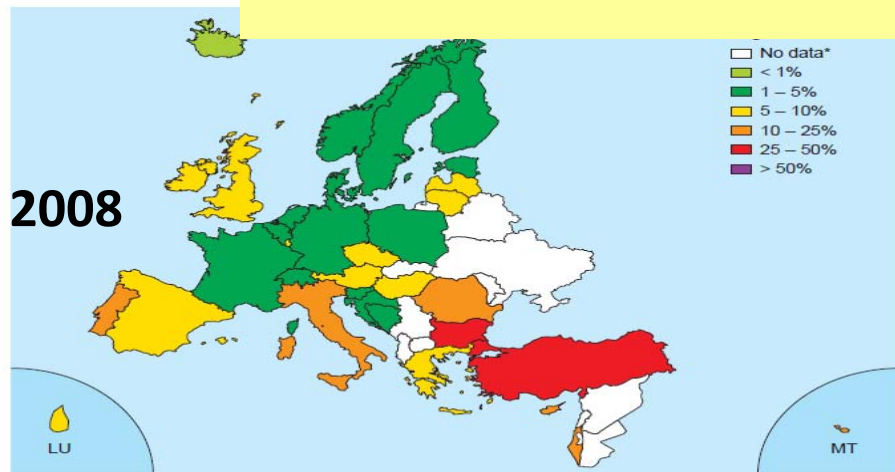 No data*
< 1%
1 – 5%
5 – 10%
10 – 25%
25 – 50%
> 50%
2008
LU
MT